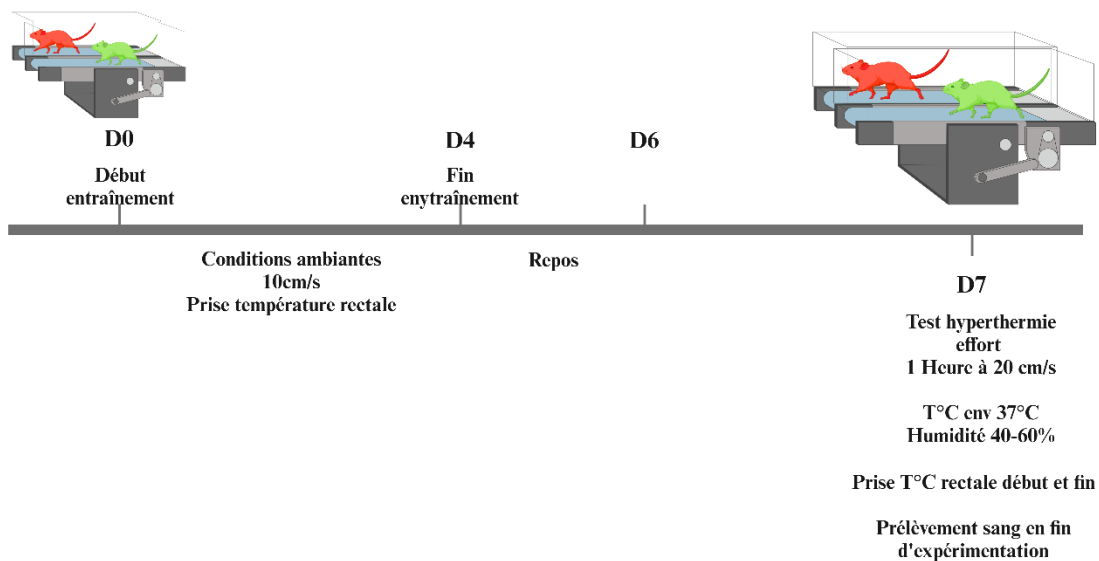 D0
Début
entraînement
D4
Fin
enytraînement
D6
Conditions ambiantes
10cm/s
Prise température rectale
Repos
D7
Test hyperthermie
effort
1 Heure à 20 cm/s
T°C env 37°C
Humidité 40-60%
Prise T°C rectale début et fin
Prélèvement sang en fin
d'expérimentation